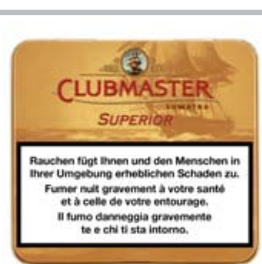 CLUBMASTER
SUMATRA
SUPERIOR
Rauchen fügt Ihnen und den Menschen in
Ihrer Umgebung erheblichen Schaden zu.
Fumer nuit gravement à votre santé
et à celle de votre entourage.
Il fumo danneggia gravemente
te e chi ti sta intorno.